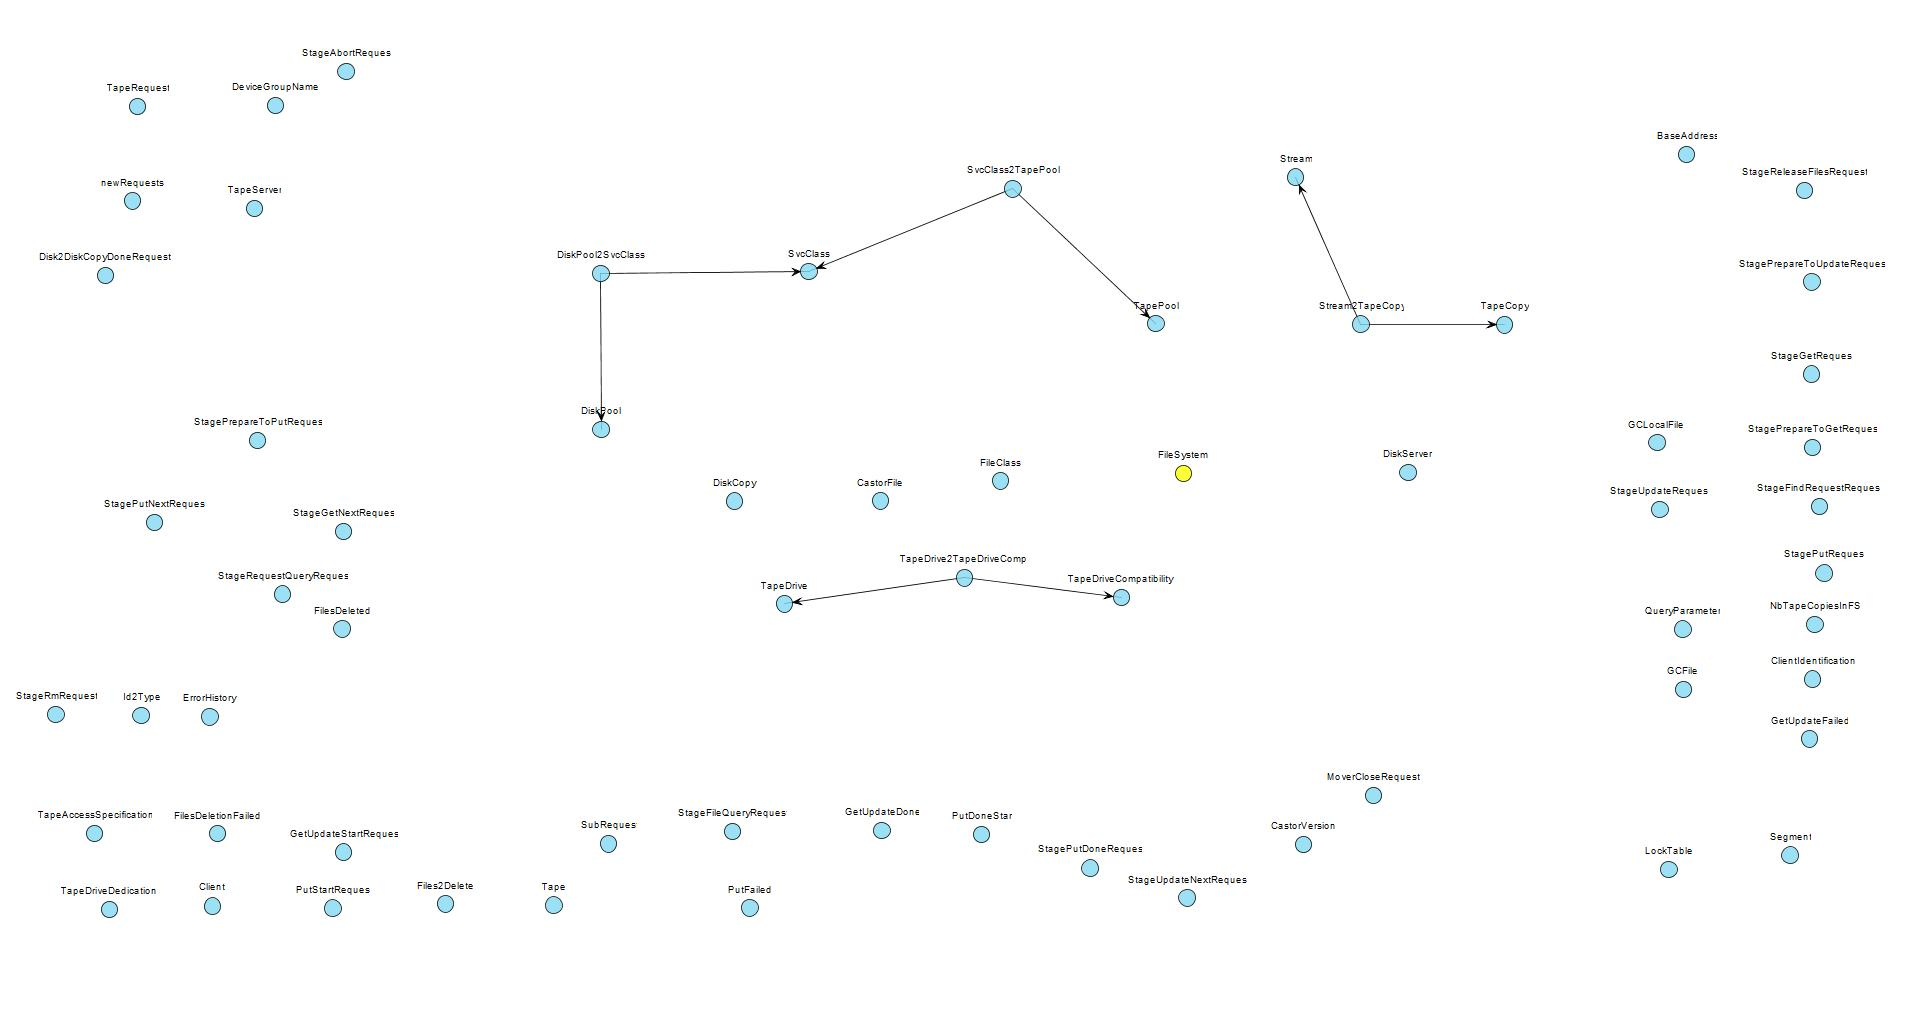 StageAbortReques
TapeRequest
DeviceGroupName
BaseAddress
Stream
SvcClass2TapePool
StageReleaseFilesRequest
newRequests
TapeServer
Disk2DiskCopyDoneRequest
DiskPool2SvcClass
SvcClass
StagePrepareToUpdateReques
TapePool
Stream2TapeCopy
TapeCopy
StageGetReques
DiskPool
StagePrepareToPutReques
GCLocalFile
StagePrepareToGetReques
FileClass
FileSystem
DiskServer
DiskCopy
CastorFile
StageUpdateReques
StageFindRequestReques
StagePutNextReques
StageGetNextReques
StagePutReques
TapeDrive2TapeDriveComp
TapeDrive
TapeDriveCompatibility
StageRequestQueryReques
FilesDeleted
QueryParameter
NbTapeCopiesInFS
GCFile
ClientIdentification
StageRmRequest
Id2Type
ErrorHistory
GetUpdateFailed
MoverCloseRequest
TapeAccessSpecification
FilesDeletionFailed
GetUpdateStartReques
SubReques
StageFileQueryReques
GetUpdateDone
PutDoneStar
CastorVersion
StagePutDoneReques
LockTable
Segment
TapeDriveDedication
Client
PutStartReques
Files2Delete
Tape
PutFailed
StageUpdateNextReques